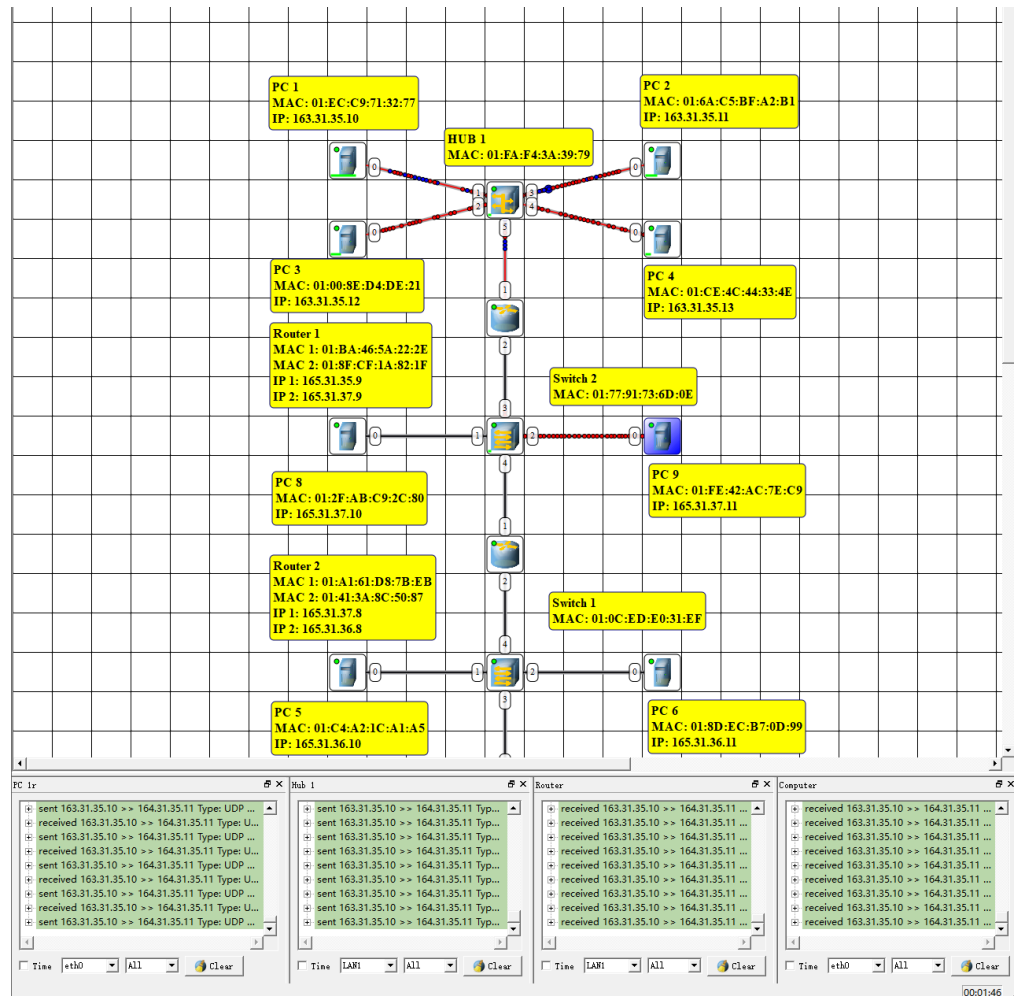 PC 1
MAC: 01:EC:C9:71:32:77
IP: 163.31.35.10
PC 2
MAC: 01:6A:C5:BF:A2:B1
IP: 163.31.35.11
HUB 1
MAC: 01:FA:F4:3A:39:79
0
0
1
3
2
4
0
0
5
PC 3
MAC: 01:00:8E:D4:DE:21
IP: 163.31.35.12
PC 4
MAC: 01:CE:4C:44:33:4E
IP: 163.31.35.13
1
Router 1
MAC 1: 01:BA:46:5A:22:2E
MAC 2: 01:8F:CF:1A:82:1F
IP 1: 165.31.35.9
IP 2: 165.31.37.9
2
Switch 2
MAC: 01:77:91:73:6D:0E
3
0
1
2
0
4
PC 8
MAC: 01:2F:AB:C9:2C:80
IP: 165.31.37.10
PC 9
MAC: 01:FE:42:AC:7E:C9
IP: 165.31.37.11
1
Router 2
MAC 1: 01:A1:61:D8:7B:EB
MAC 2: 01:41:3A:8C:50:87
IP 1: 165.31.37.8
IP 2: 165.31.36.8
2
Switch 1
MAC: 01:0C:ED:E0:31:EF
4
0
1
2
0
3
PC 5
MAC: 01:C4:A2:1C:A1:A5
IP: 165.31.36.10
PC 6
MAC: 01:8D:EC:B7:0D:99
IP: 165.31.36.11
PC 1r
sent 163.31.35.10 >> 164.31.35.11 Type: UDP ...
received 163.31.35.10 >> 164.31.35.11 Type: U...
sent 163.31.35.10 >> 164.31.35.11 Type: UDP ...
received 163.31.35.10 >> 164.31.35.11 Type: U...
sent 163.31.35.10 >> 164.31.35.11 Type: UDP ...
received 163.31.35.10 >> 164.31.35.11 Type: U...
sent 163.31.35.10 >> 164.31.35.11 Type: UDP ...
received 163.31.35.10 >> 164.31.35.11 Type: U...
sent 163.31.35.10 >> 164.31.35.11 Type: UDP ...
Time eth0 All Clear
Hub 1
sent 163.31.35.10 >> 164.31.35.11 Typ...
sent 163.31.35.10 >> 164.31.35.11 Typ...
sent 163.31.35.10 >> 164.31.35.11 Typ...
sent 163.31.35.10 >> 164.31.35.11 Typ...
sent 163.31.35.10 >> 164.31.35.11 Typ...
sent 163.31.35.10 >> 164.31.35.11 Typ...
sent 163.31.35.10 >> 164.31.35.11 Typ...
sent 163.31.35.10 >> 164.31.35.11 Typ...
sent 163.31.35.10 >> 164.31.35.11 Typ...
Time LAN1 All Clear
Router
received 163.31.35.10 >> 164.31.35.11 ...
received 163.31.35.10 >> 164.31.35.11 ...
received 163.31.35.10 >> 164.31.35.11 ...
received 163.31.35.10 >> 164.31.35.11 ...
received 163.31.35.10 >> 164.31.35.11 ...
received 163.31.35.10 >> 164.31.35.11 ...
received 163.31.35.10 >> 164.31.35.11 ...
received 163.31.35.10 >> 164.31.35.11 ...
received 163.31.35.10 >> 164.31.35.11 ...
Time LAN1 All Clear
Computer
received 163.31.35.10 >> 164.31.35.11 ...
received 163.31.35.10 >> 164.31.35.11 ...
received 163.31.35.10 >> 164.31.35.11 ...
received 163.31.35.10 >> 164.31.35.11 ...
received 163.31.35.10 >> 164.31.35.11 ...
received 163.31.35.10 >> 164.31.35.11 ...
received 163.31.35.10 >> 164.31.35.11 ...
received 163.31.35.10 >> 164.31.35.11 ...
received 163.31.35.10 >> 164.31.35.11 ...
Time eth0 All Clear
00:01:46